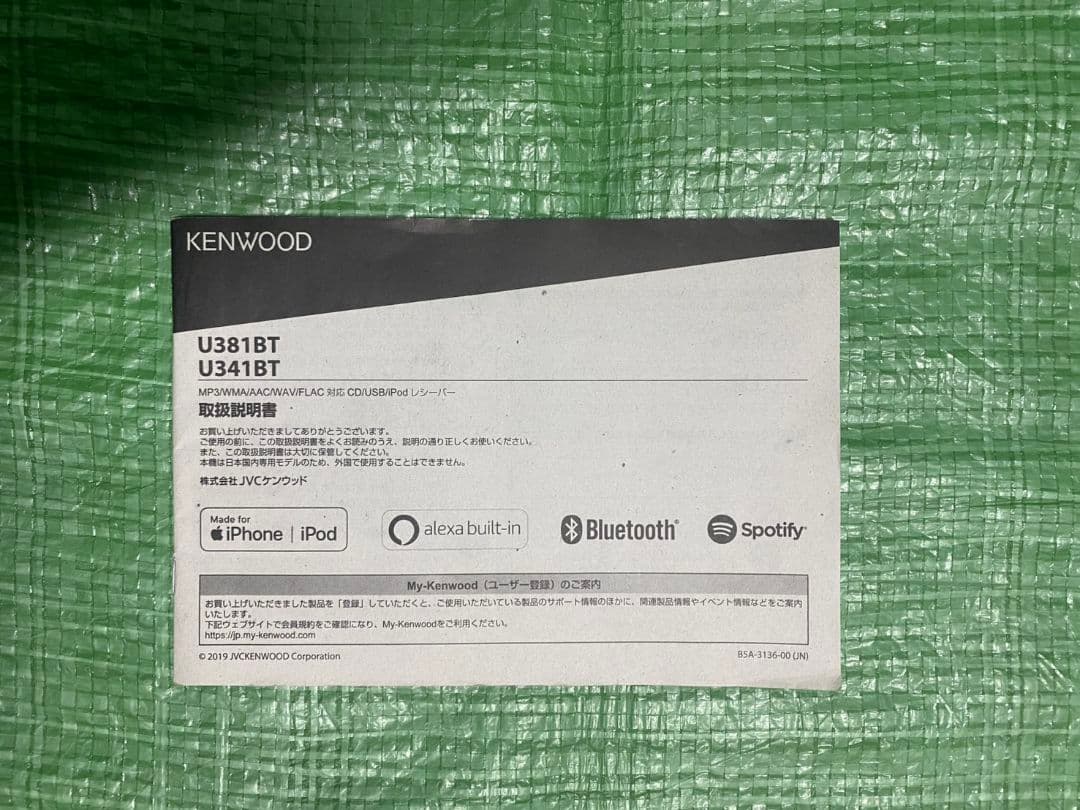 KENWOOD
U381BT
U341BT
MP3/WMA/AAC/WAV/FLAC 対応 CD/USB/iPod レシーバー
取扱説明書
お買い上げいただきましてありがとうございます。
ご使用の前に、この取扱説明書をよくお読みのうえ、説明の通り正しくお使いください。
また、この取扱説明書は大切に保管してください。
本機は日本国内専用モデルのため、外国で使用することはできません。
株式会社 JVCケンウッド
Made for
iPhone | iPod
alexa built-in
Bluetooth®
Spotify®
My-Kenwood（ユーザー登録）のご案内
お買い上げいただきました製品を「登録」していただくと、ご使用いただいている製品のサポート情報のほかに、関連製品情報やイベント情報などをご案内
いたします。
下記ウェブサイトで会員規約をご確認になり、My-Kenwoodをご利用ください。
https://jp.my-kenwood.com
© 2019 JVCKENWOOD Corporation
B5A-3136-00 (JN)